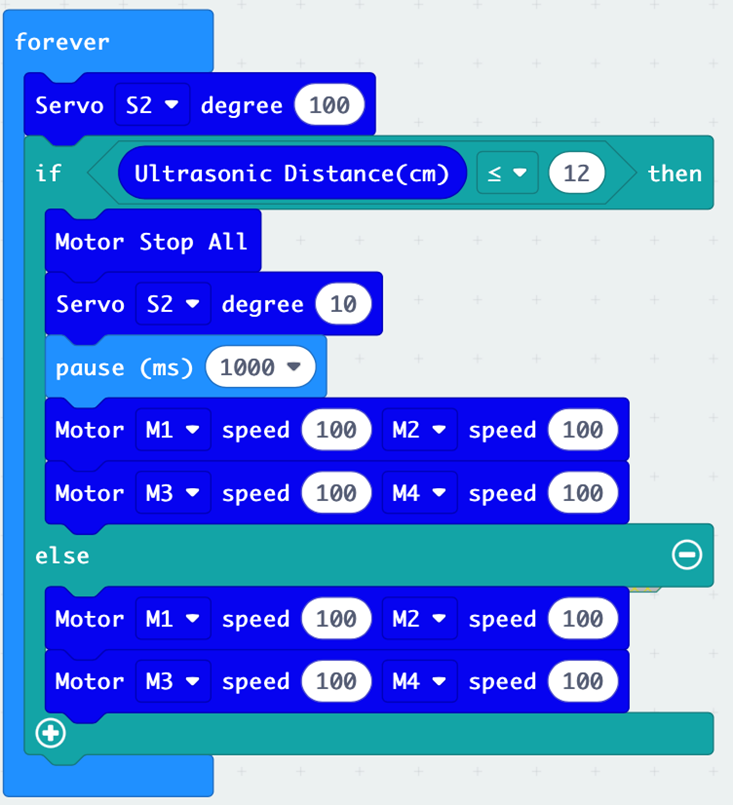 forever
Servo S2 degree 100
if Ultrasonic Distance(cm) ≤ 12 then
Motor Stop All
Servo S2 degree 10
pause (ms) 1000
Motor M1 speed 100 M2 speed 100
Motor M3 speed 100 M4 speed 100
else
Motor M1 speed 100 M2 speed 100
Motor M3 speed 100 M4 speed 100